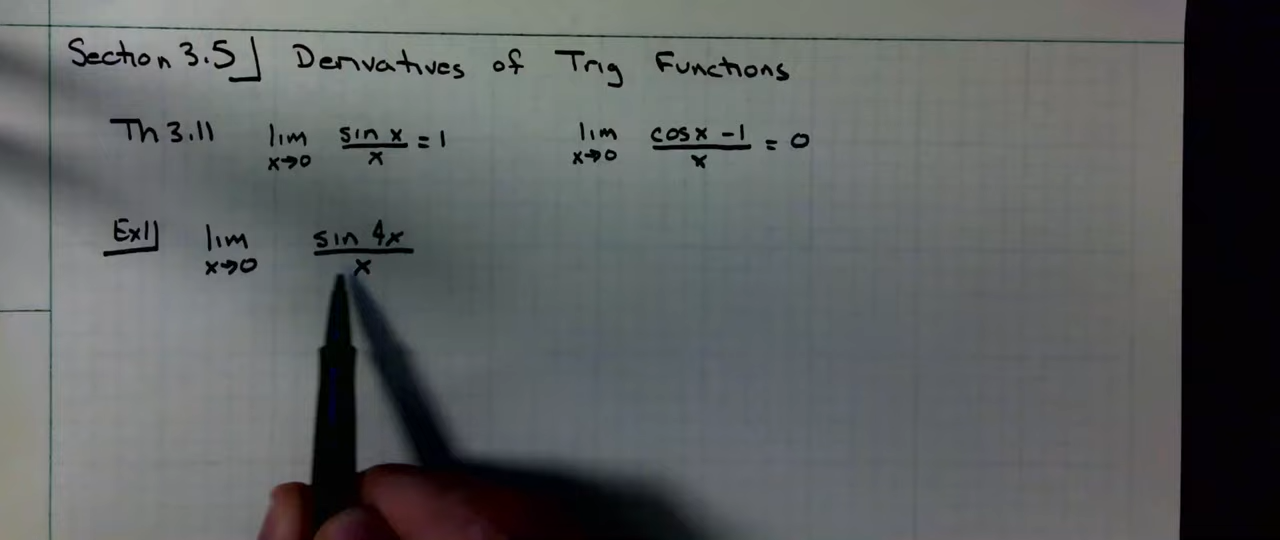 Section 3.5] Derivatives of Trig Functions
Th 3.11 lim x→0 sin x / x = 1 lim x→0 cos x - 1 / x = 0
Ex1] lim x→0 sin 4x / x